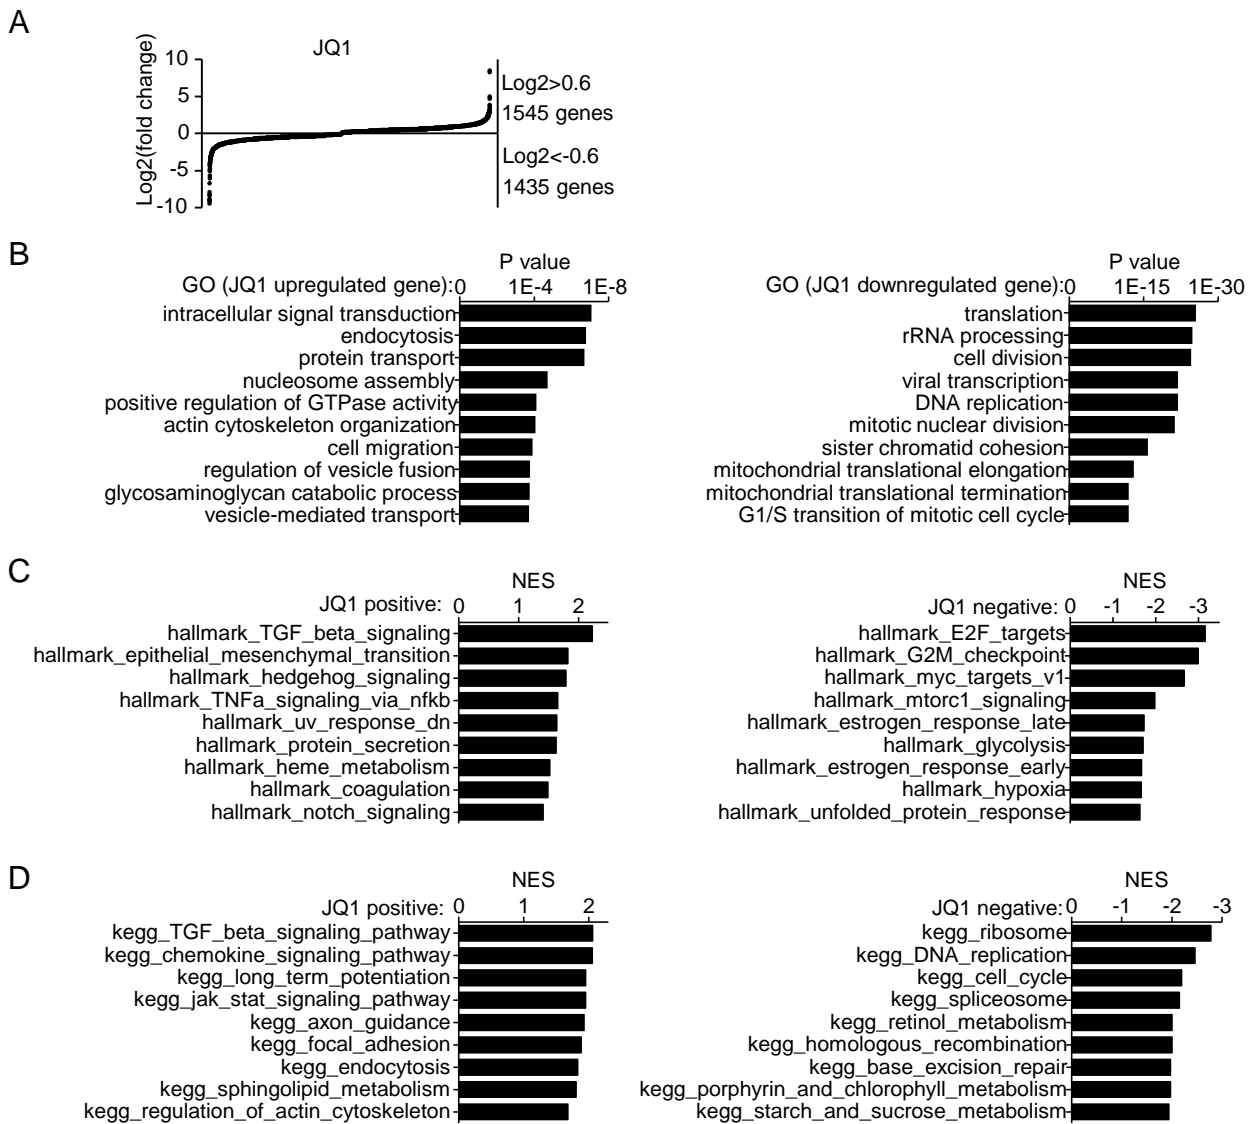 A
JQ1
Log2(fold change)
10
5
0
-5
-10
Log2>0.6
1545 genes
Log2<-0.6
1435 genes
B
P value
GO (JQ1 upregulated gene):0 1E-4 1E-8
intracellular signal transduction
endocytosis
protein transport
nucleosome assembly
positive regulation of GTPase activity
actin cytoskeleton organization
cell migration
regulation of vesicle fusion
glycosaminoglycan catabolic process
vesicle-mediated transport
P value
GO (JQ1 downregulated gene):0 1E-15 1E-30
translation
rRNA processing
cell division
viral transcription
DNA replication
mitotic nuclear division
sister chromatid cohesion
mitochondrial translational elongation
mitochondrial translational termination
G1/S transition of mitotic cell cycle
C
NES
JQ1 positive: 0 1 2
hallmark_TGF_beta_signaling
hallmark_epithelial_mesenchymal_transition
hallmark_hedgehog_signaling
hallmark_TNFa_signaling_via_nfkb
hallmark_uv_response_dn
hallmark_protein_secretion
hallmark_heme_metabolism
hallmark_coagulation
hallmark_notch_signaling
NES
JQ1 negative: 0 -1 -2 -3
hallmark_E2F_targets
hallmark_G2M_checkpoint
hallmark_myc_targets_v1
hallmark_mtorc1_signaling
hallmark_estrogen_response_late
hallmark_glycolysis
hallmark_estrogen_response_early
hallmark_hypoxia
hallmark_unfolded_protein_response
D
NES
JQ1 positive: 0 1 2
kegg_TGF_beta_signaling_pathway
kegg_chemokine_signaling_pathway
kegg_long_term_potentiation
kegg_jak_stat_signaling_pathway
kegg_axon_guidance
kegg_focal_adhesion
kegg_endocytosis
kegg_sphingolipid_metabolism
kegg_regulation_of_actin_cytoskeleton
NES
JQ1 negative: 0 -1 -2 -3
kegg_ribosome
kegg_DNA_replication
kegg_cell_cycle
kegg_spliceosome
kegg_retinol_metabolism
kegg_homologous_recombination
kegg_base_excision_repair
kegg_porphyrin_and_chlorophyll_metabolism
kegg_starch_and_sucrose_metabolism